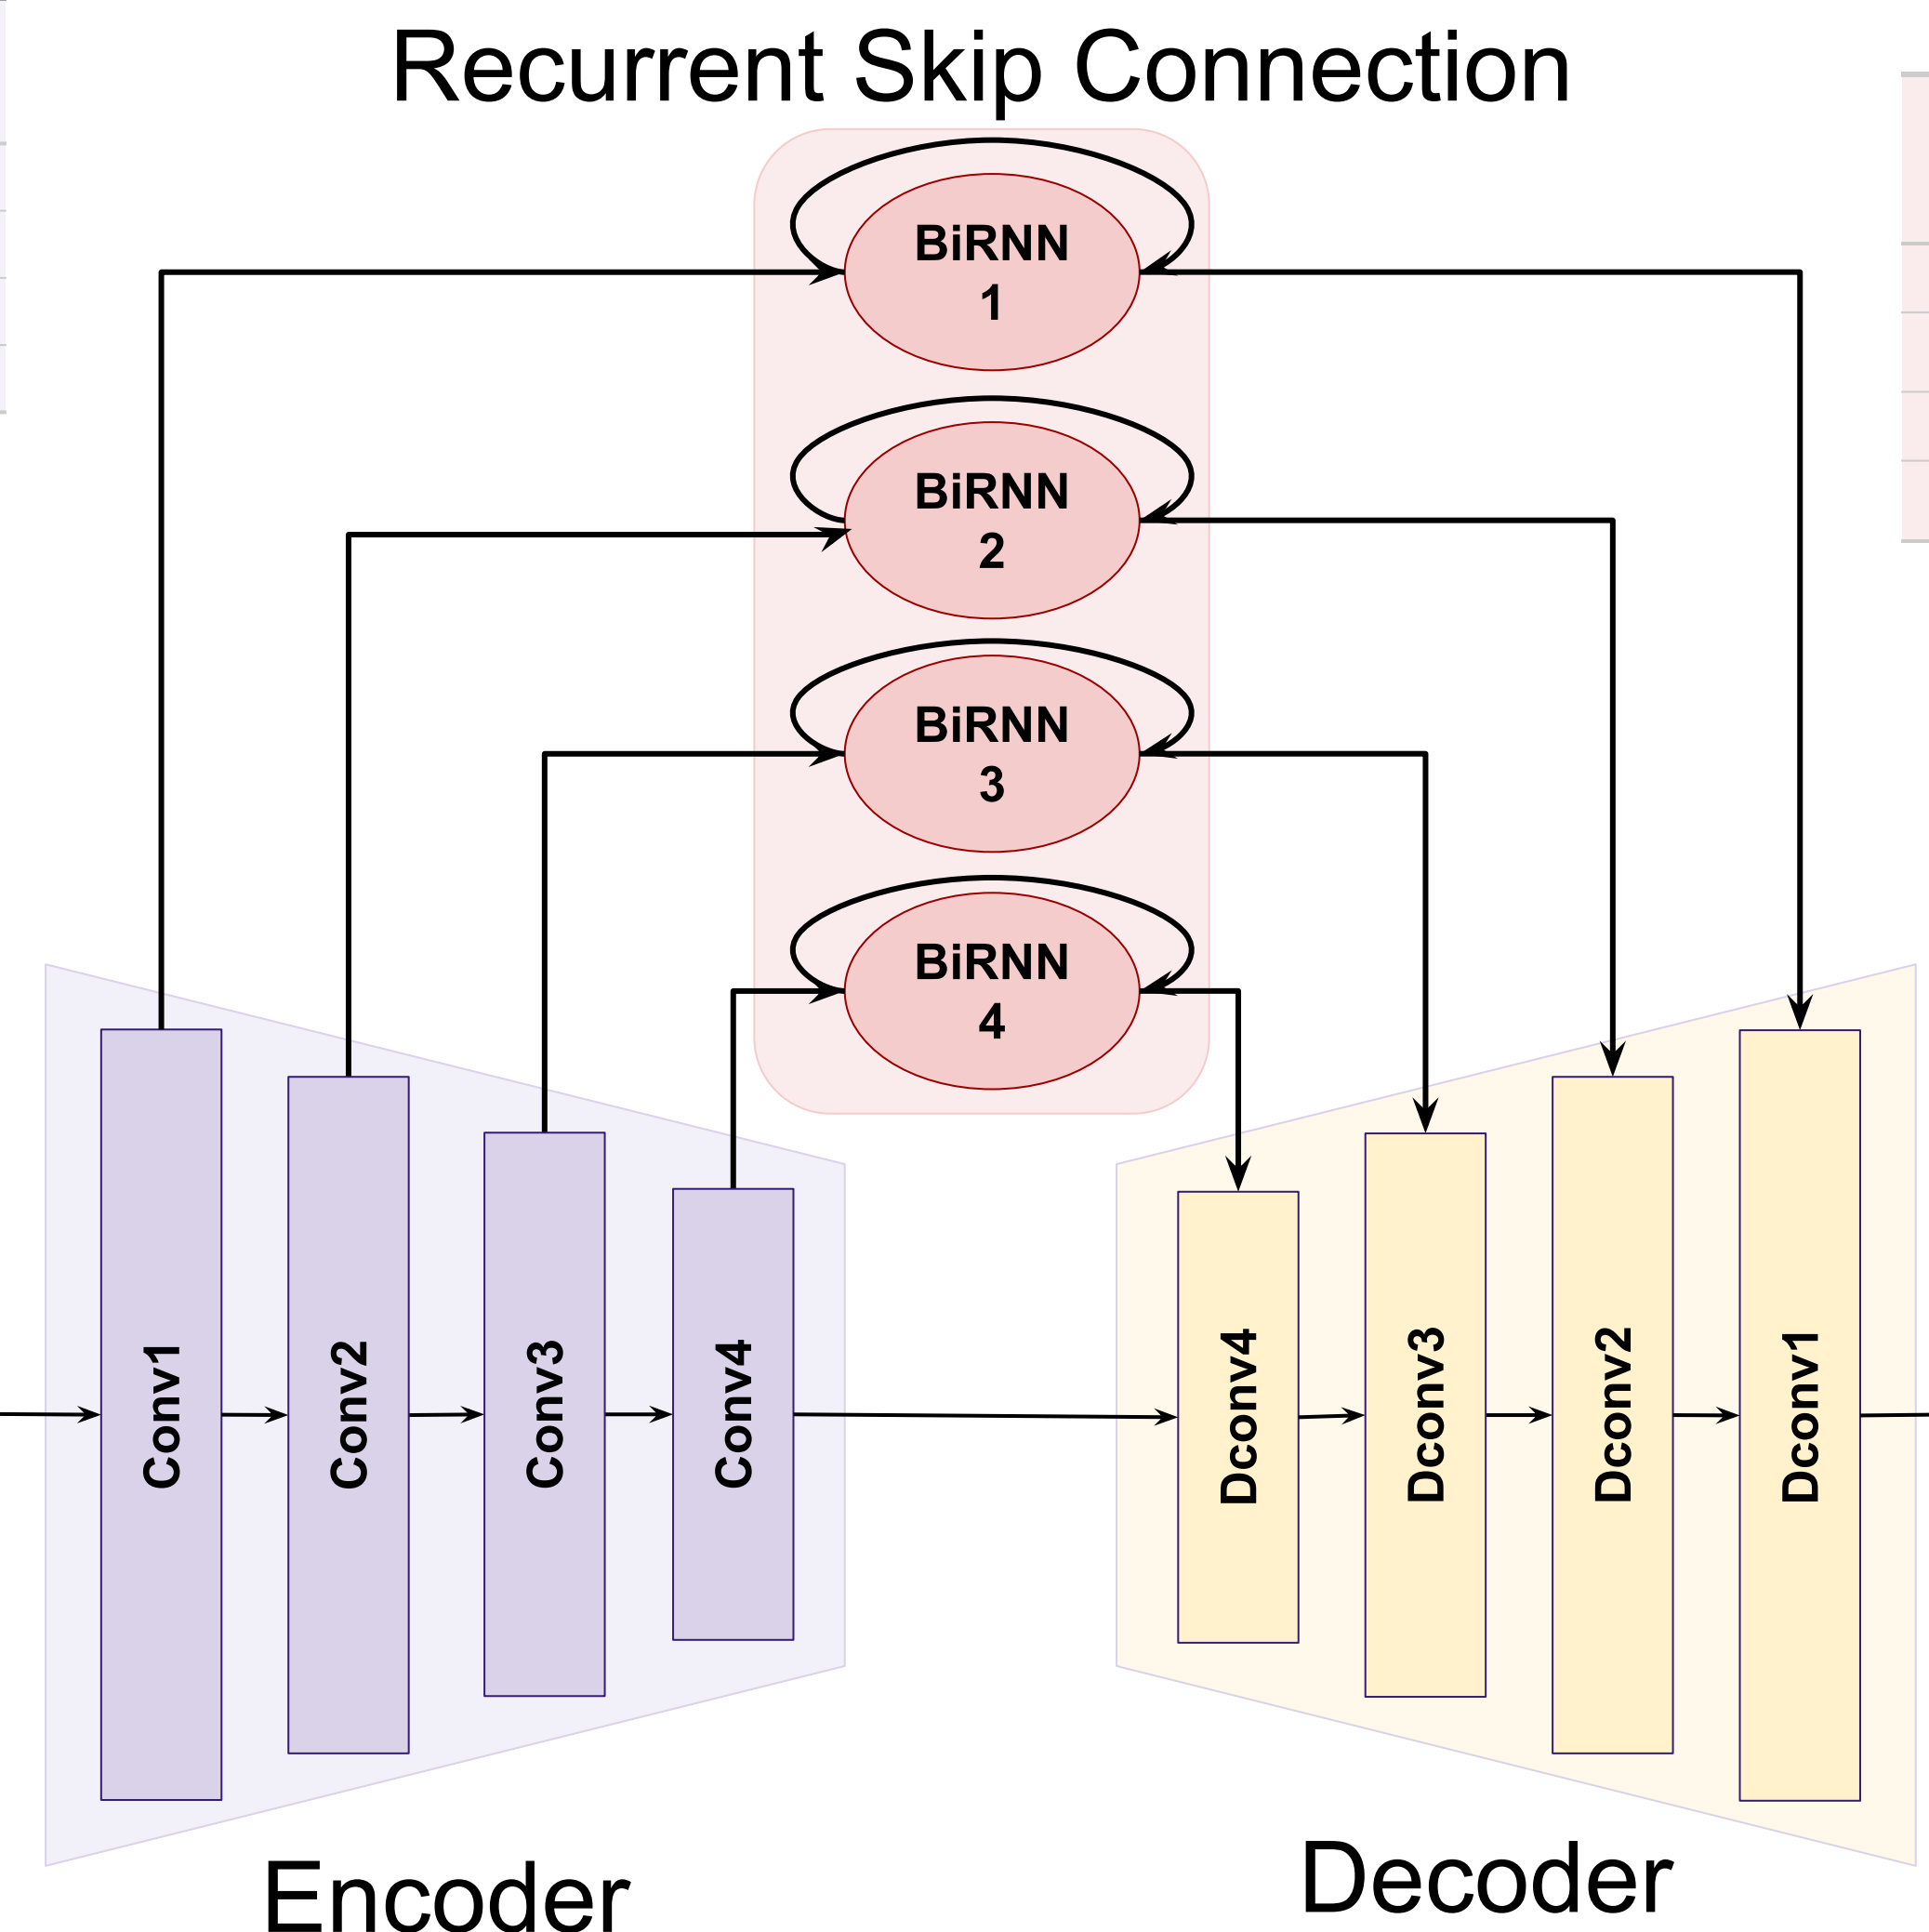 Recurrent Skip Connection
BiRNN
1
BiRNN
2
BiRNN
3
BiRNN
4
Conv1
Conv2
Conv3
Conv4
Dconv4
Dconv3
Dconv2
Dconv1
Encoder
Decoder